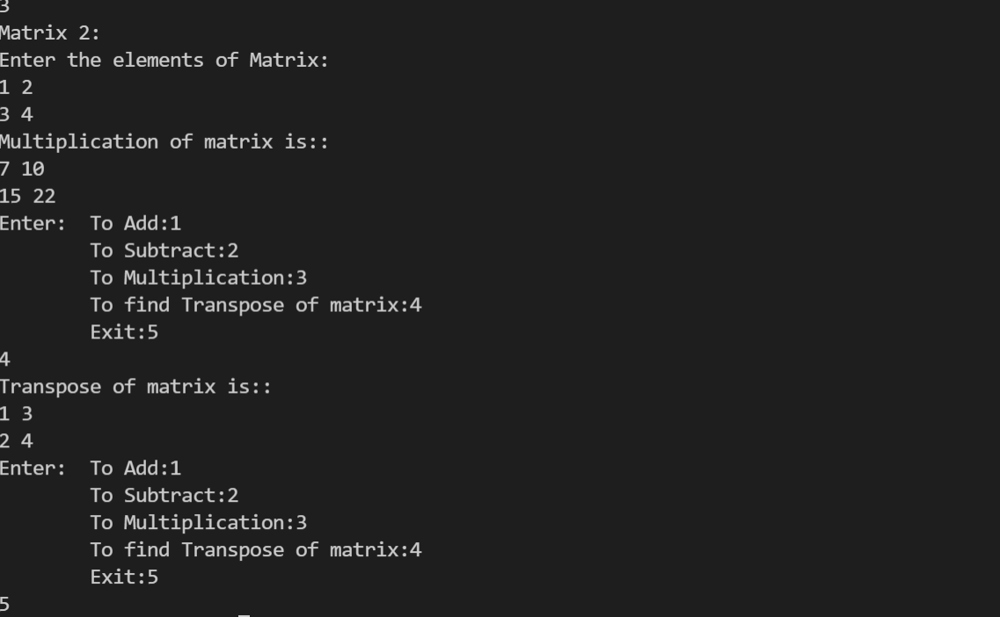 3
Matrix 2:
Enter the elements of Matrix:
1 2
3 4
Multiplication of matrix is::
7 10
15 22
Enter:  To Add:1
        To Subtract:2
        To Multiplication:3
        To find Transpose of matrix:4
        Exit:5
4
Transpose of matrix is::
1 3
2 4
Enter:  To Add:1
        To Subtract:2
        To Multiplication:3
        To find Transpose of matrix:4
        Exit:5
5